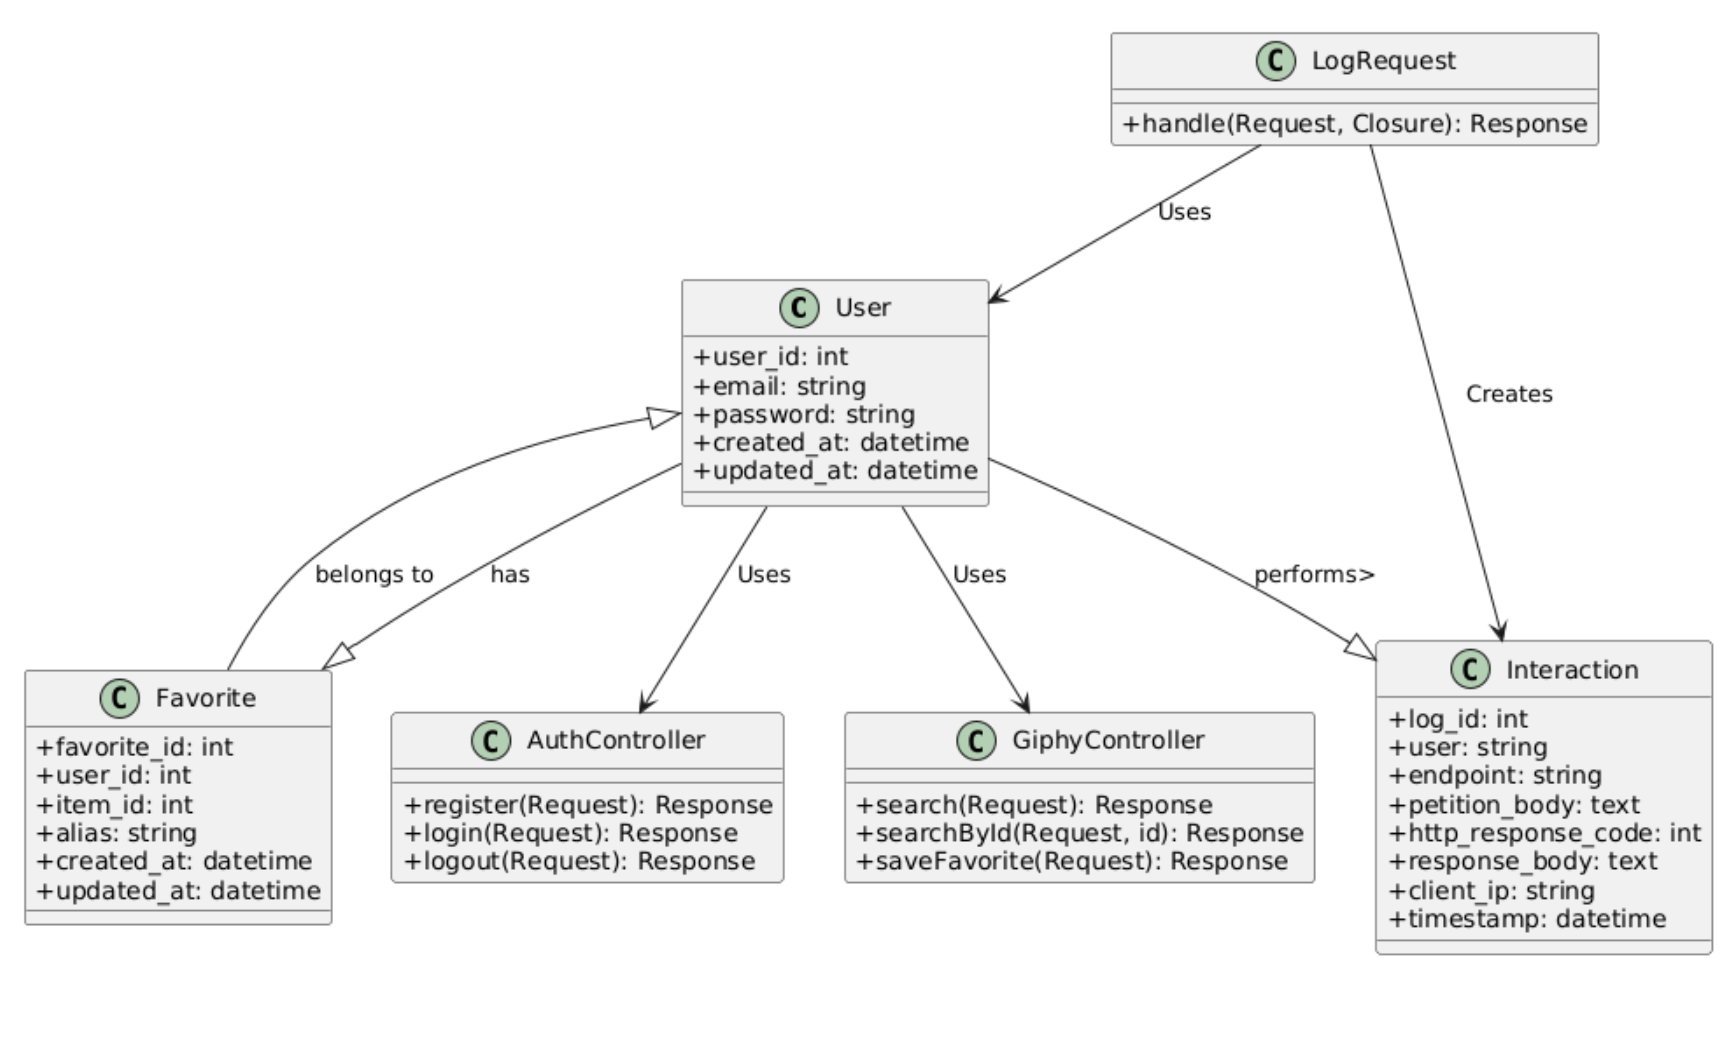 C LogRequest
+handle(Request, Closure): Response
Uses
C User
+user_id: int
+email: string
+password: string
+created_at: datetime
+updated_at: datetime
Creates
belongs to
has
Uses
Uses
performs>
C Favorite
+favorite_id: int
+user_id: int
+item_id: int
+alias: string
+created_at: datetime
+updated_at: datetime
C AuthController
+register(Request): Response
+login(Request): Response
+logout(Request): Response
C GiphyController
+search(Request): Response
+searchById(Request, id): Response
+saveFavorite(Request): Response
C Interaction
+log_id: int
+user: string
+endpoint: string
+petition_body: text
+http_response_code: int
+response_body: text
+client_ip: string
+timestamp: datetime